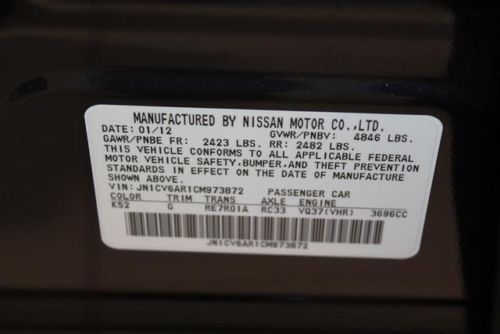 MANUFACTURED BY NISSAN MOTOR CO.,LTD.
DATE: 01/12 GVWR/PNBV: 4846 LBS.
GAWR/PNBE FR: 2423 LBS. RR: 2482 LBS.
THIS VEHICLE CONFORMS TO ALL APPLICABLE FEDERAL
MOTOR VEHICLE SAFETY, BUMPER, AND THEFT PREVENTION
STANDARDS IN EFFECT ON THE DATE OF MANUFACTURE
SHOWN ABOVE.
VIN: JN1CV6AR1CM973872 PASSENGER CAR
COLOR TRIM TRANS AXLE ENGINE
K52 G RE7R01A RC33 VQ37(VHR) 3696CC
JN1CV6AR1CM973872